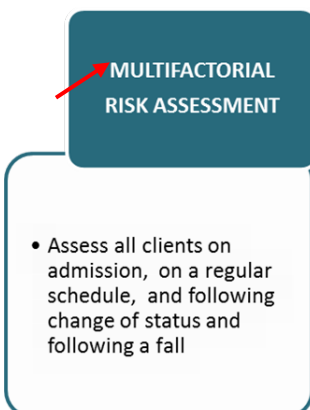 MULTIFACTORIAL
RISK ASSESSMENT
• Assess all clients on
admission,  on a regular
schedule,  and following
change of status and
following a fall